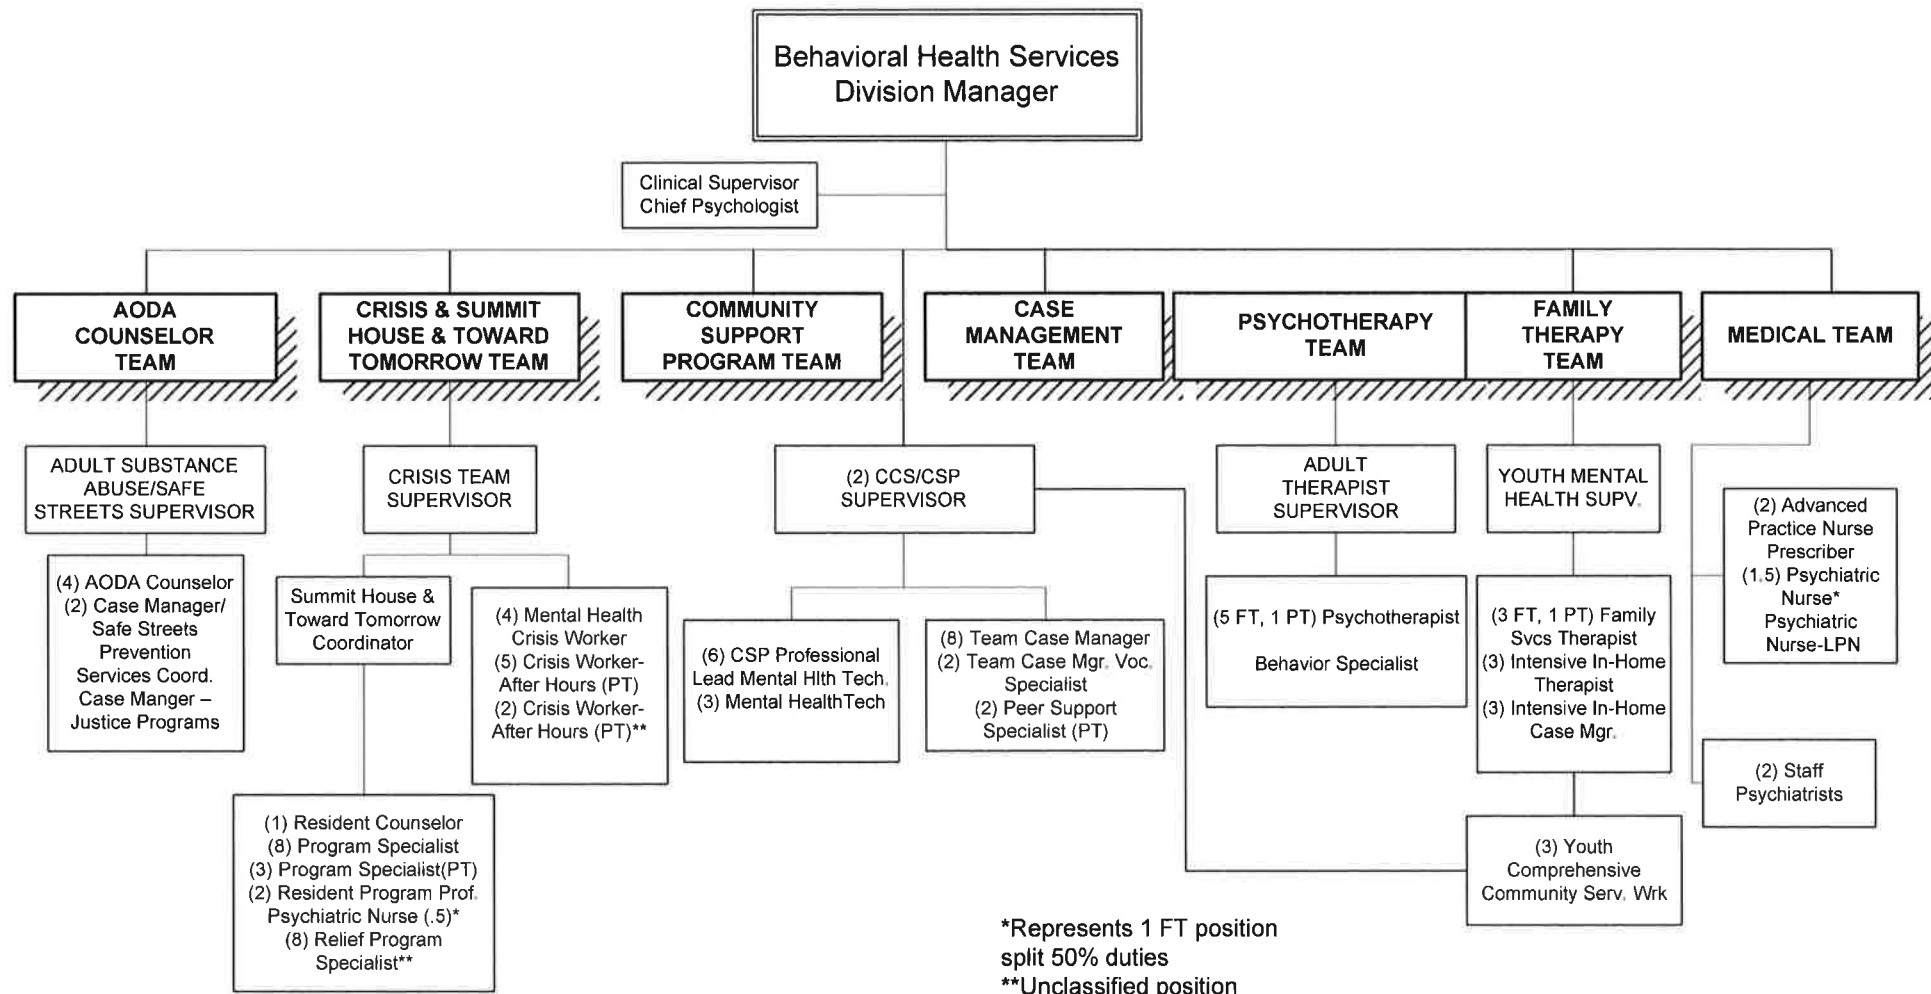 Behavioral Health Services
Division Manager
Clinical Supervisor
Chief Psychologist
AODA
COUNSELOR
TEAM
CRISIS & SUMMIT
HOUSE & TOWARD
TOMORROW TEAM
COMMUNITY
SUPPORT
PROGRAM TEAM
CASE
MANAGEMENT
TEAM
PSYCHOTHERAPY
TEAM
FAMILY
THERAPY
TEAM
MEDICAL TEAM
ADULT SUBSTANCE
ABUSE/SAFE
STREETS SUPERVISOR
CRISIS TEAM
SUPERVISOR
(2) CCS/CSP
SUPERVISOR
ADULT
THERAPIST
SUPERVISOR
YOUTH MENTAL
HEALTH SUPV.
(2) Advanced
Practice Nurse
Prescriber
(1.5) Psychiatric
Nurse*
Psychiatric
Nurse-LPN
(4) AODA Counselor
(2) Case Manager/
Safe Streets
Prevention
Services Coord.
Case Manger –
Justice Programs
Summit House &
Toward Tomorrow
Coordinator
(4) Mental Health
Crisis Worker
(5) Crisis Worker-
After Hours (PT)
(2) Crisis Worker-
After Hours (PT)**
(6) CSP Professional
Lead Mental Hlth Tech.
(3) Mental HealthTech
(8) Team Case Manager
(2) Team Case Mgr. Voc.
Specialist
(2) Peer Support
Specialist (PT)
(5 FT, 1 PT) Psychotherapist
Behavior Specialist
(3 FT, 1 PT) Family
Svcs Therapist
(3) Intensive In-Home
Therapist
(3) Intensive In-Home
Case Mgr.
(2) Staff
Psychiatrists
(1) Resident Counselor
(8) Program Specialist
(3) Program Specialist(PT)
(2) Resident Program Prof.
Psychiatric Nurse (.5)*
(8) Relief Program
Specialist**
(3) Youth
Comprehensive
Community Serv. Wrk
*Represents 1 FT position
split 50% duties
**Unclassified position